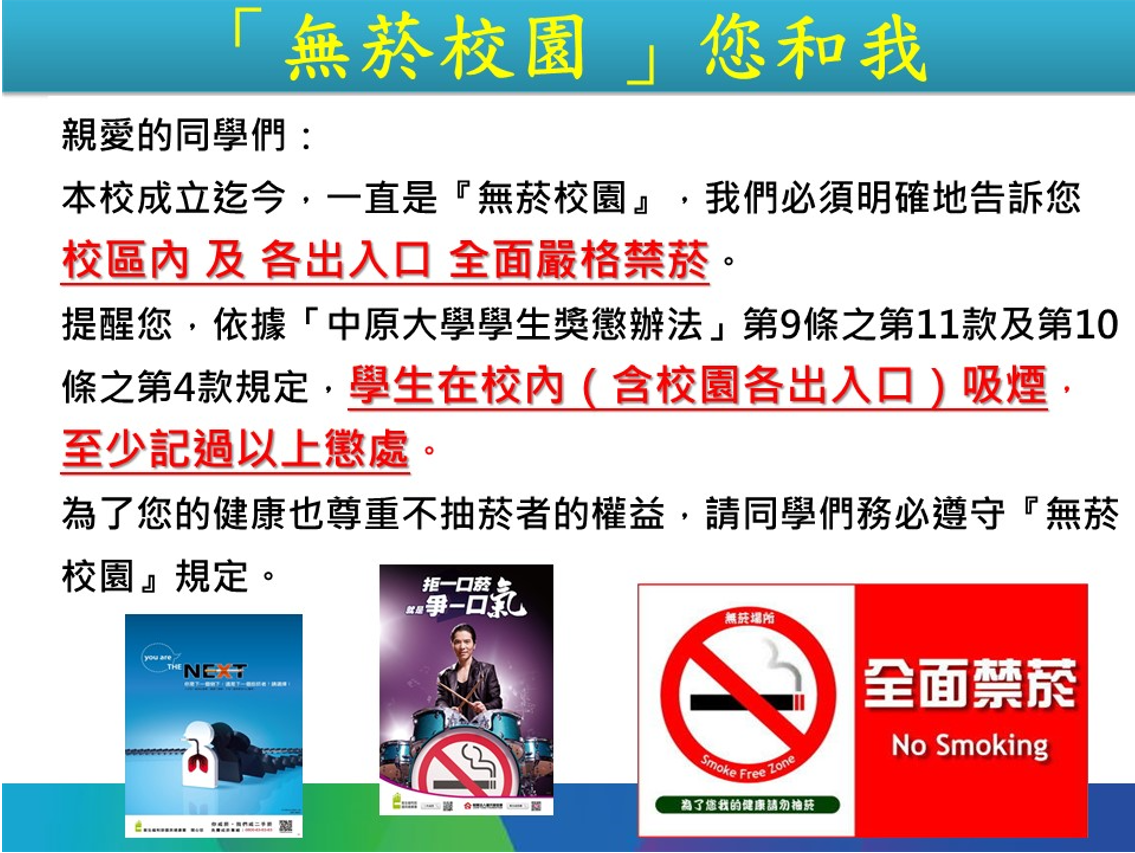 「無菸校園 」您和我
親愛的同學們：
本校成立迄今，一直是『無菸校園』，我們必須明確地告訴您
校區內 及 各出入口 全面嚴格禁菸。
提醒您，依據「中原大學學生獎懲辦法」第9條之第11款及第10
條之第4款規定，學生在校內（含校園各出入口）吸煙，
至少記過以上懲處。
為了您的健康也尊重不抽菸者的權益，請同學們務必遵守『無菸
校園』規定。
you are
THE NEXT
拒一口菸
就是爭一口氣
無菸場所
Smoke Free Zone
為了您我的健康請勿抽菸
全面禁菸
No Smoking